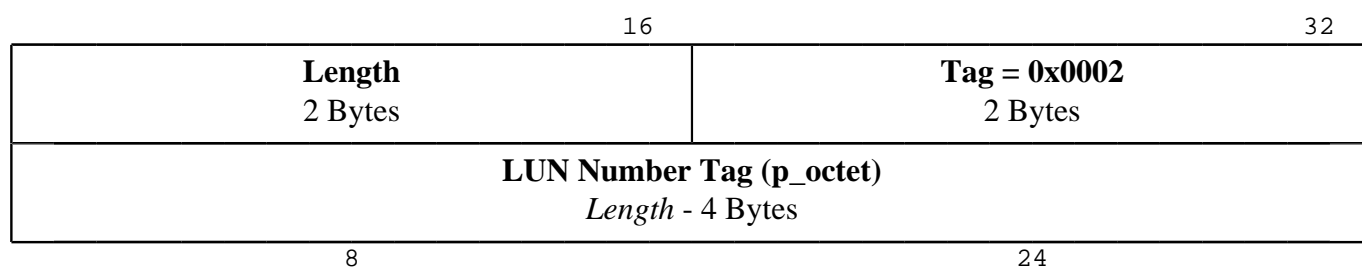 16 32
Length Tag = 0x0002
2 Bytes 2 Bytes
LUN Number Tag (p_octet)
Length - 4 Bytes
8 24